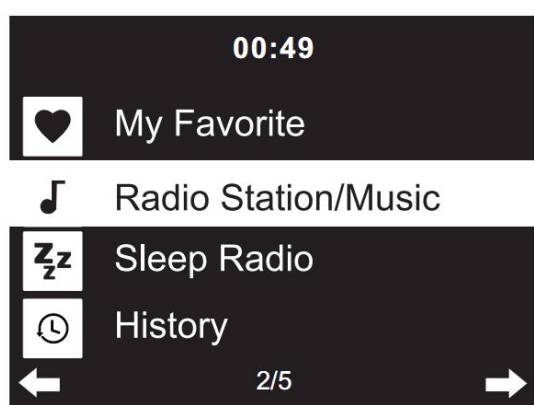 00:49
My Favorite
Radio Station/Music
Sleep Radio
History
2/5